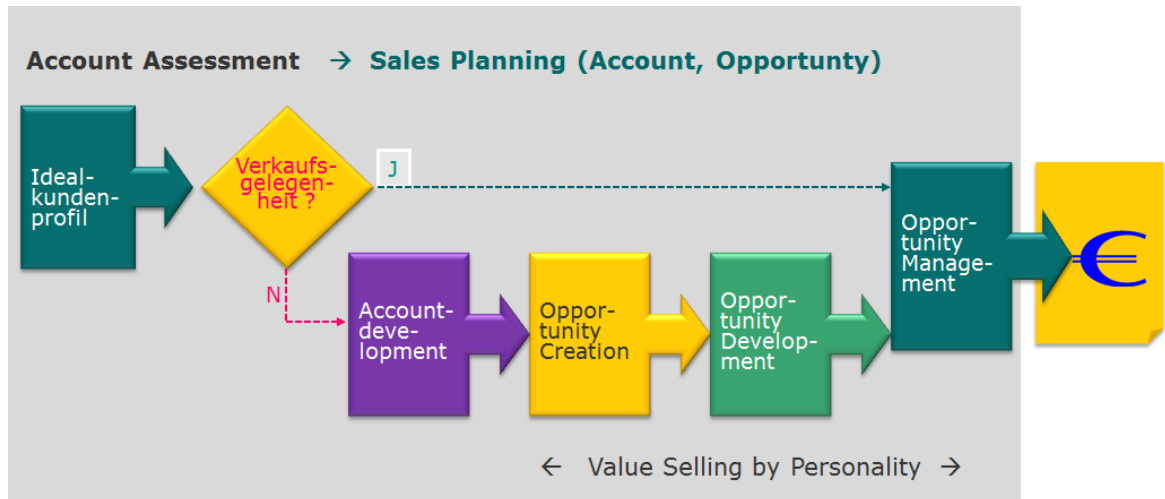 Account Assessment → Sales Planning (Account, Opportunty)
Ideal-
kunden-
profil
Verkaufs-
gelegen-
heit ?
J
N
Account-
deve-
lopment
Oppor-
tunity
Creation
Oppor-
tunity
Develop-
ment
Oppor-
tunity
Manage-
ment
€
← Value Selling by Personality →